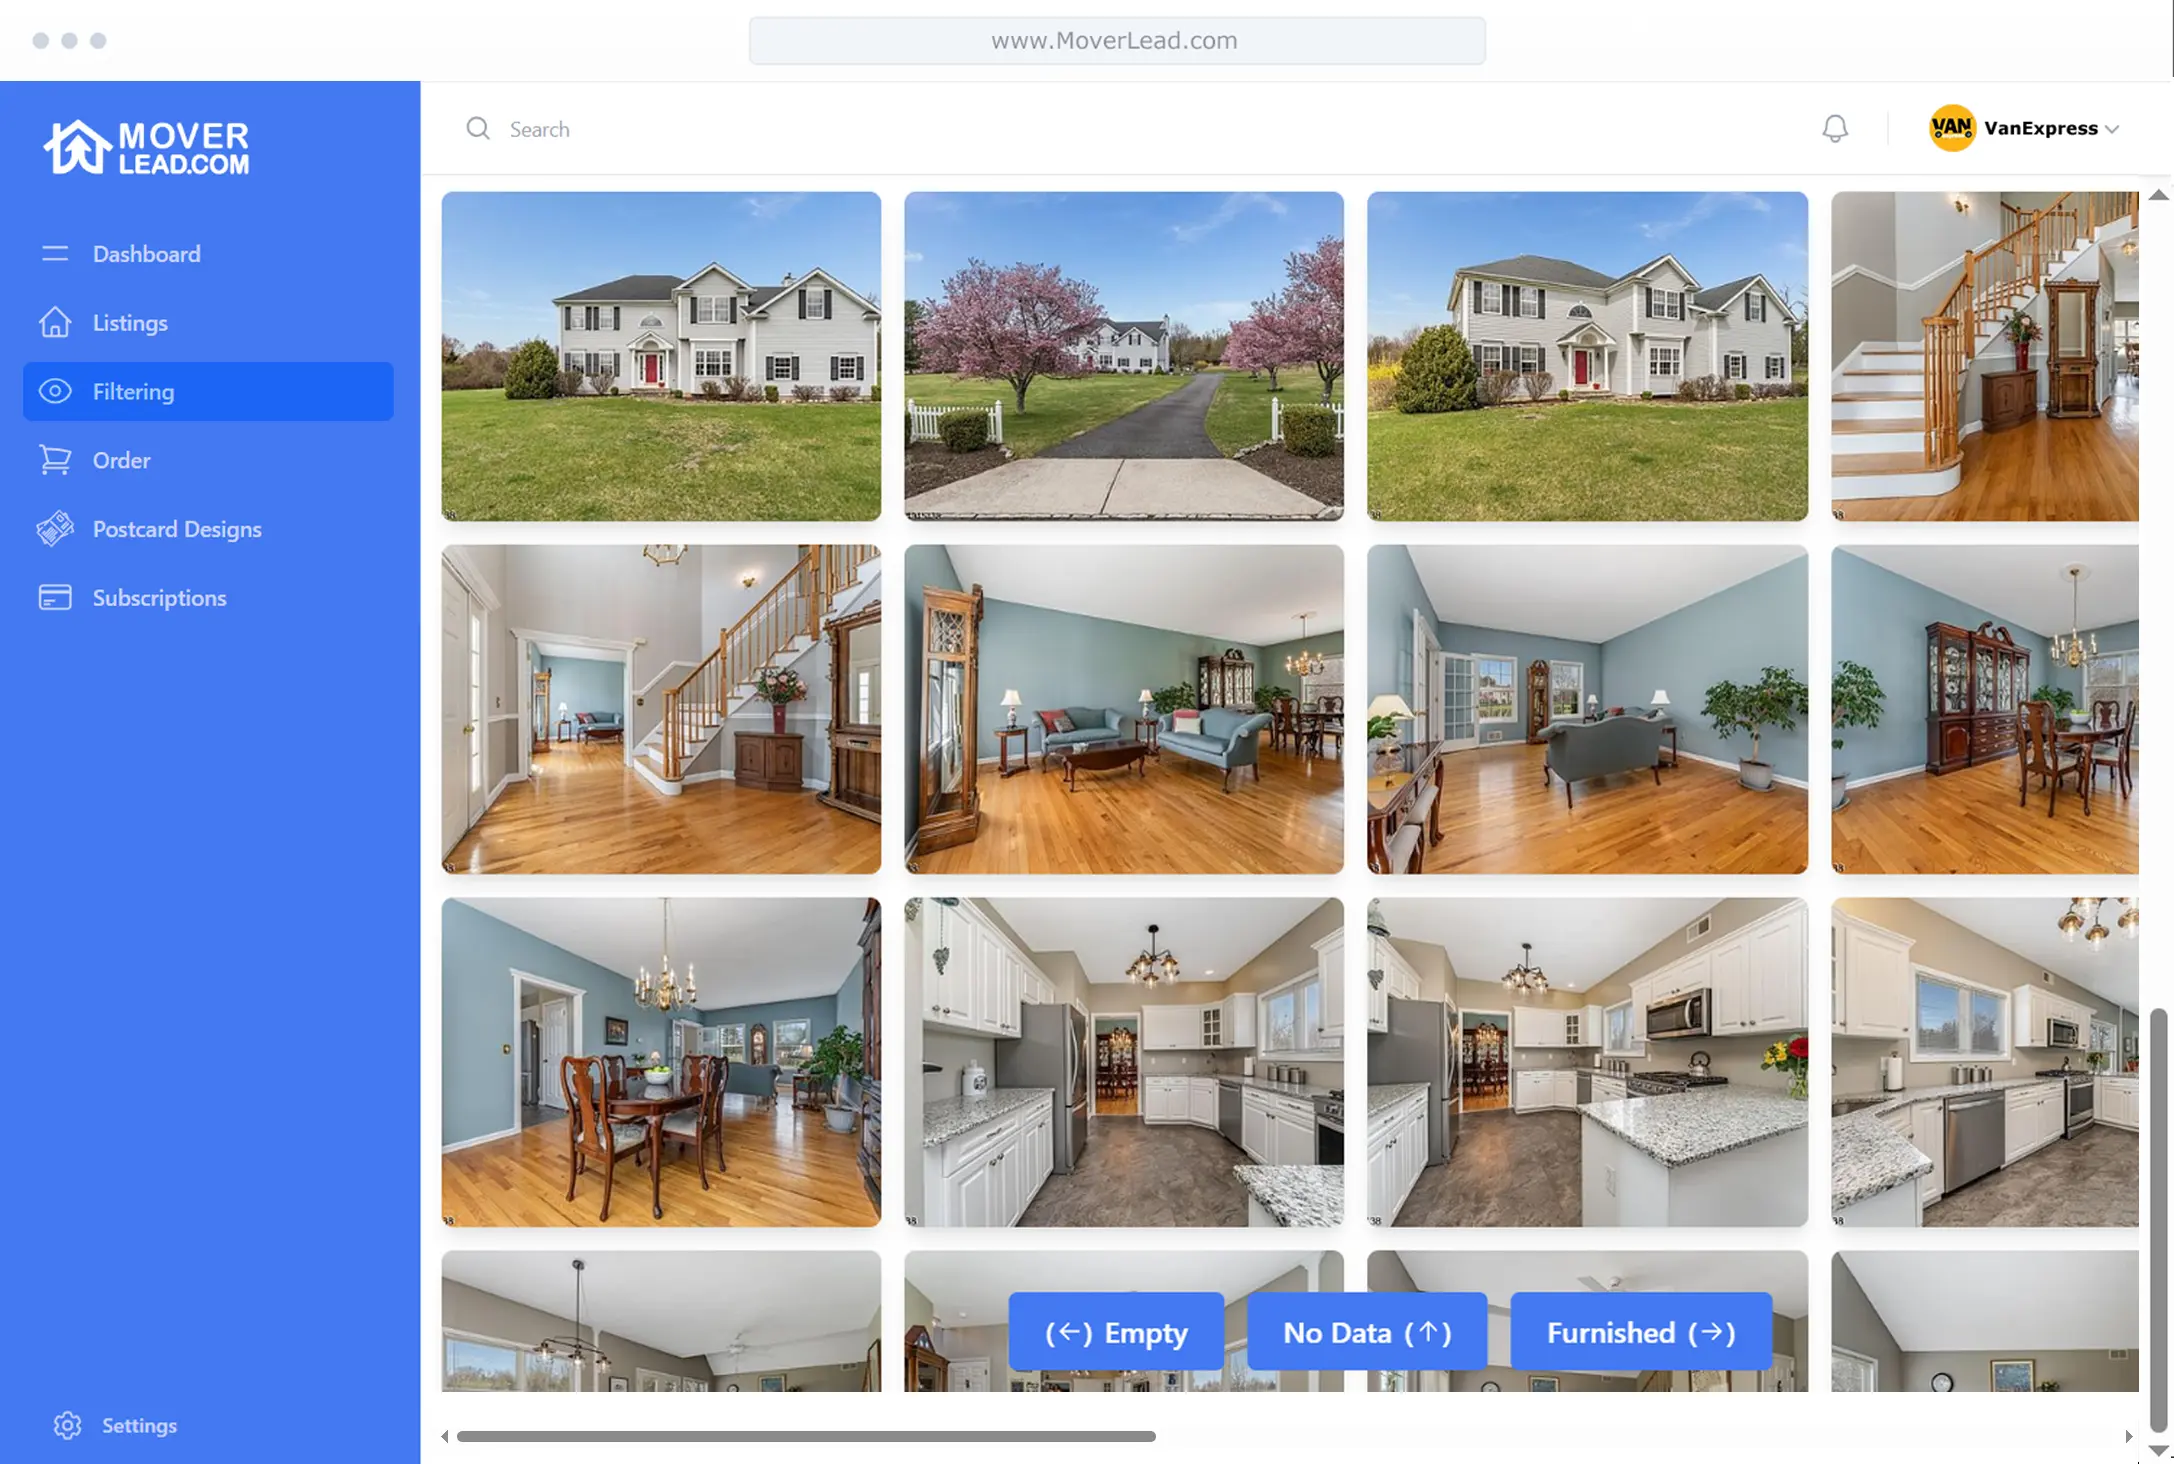 www.MoverLead.com
MOVER
LEAD.COM
Search
VAN
VanExpress
Dashboard
Listings
Filtering
Order
Postcard Designs
Subscriptions
(←) Empty
No Data (↑)
Furnished (→)
Settings